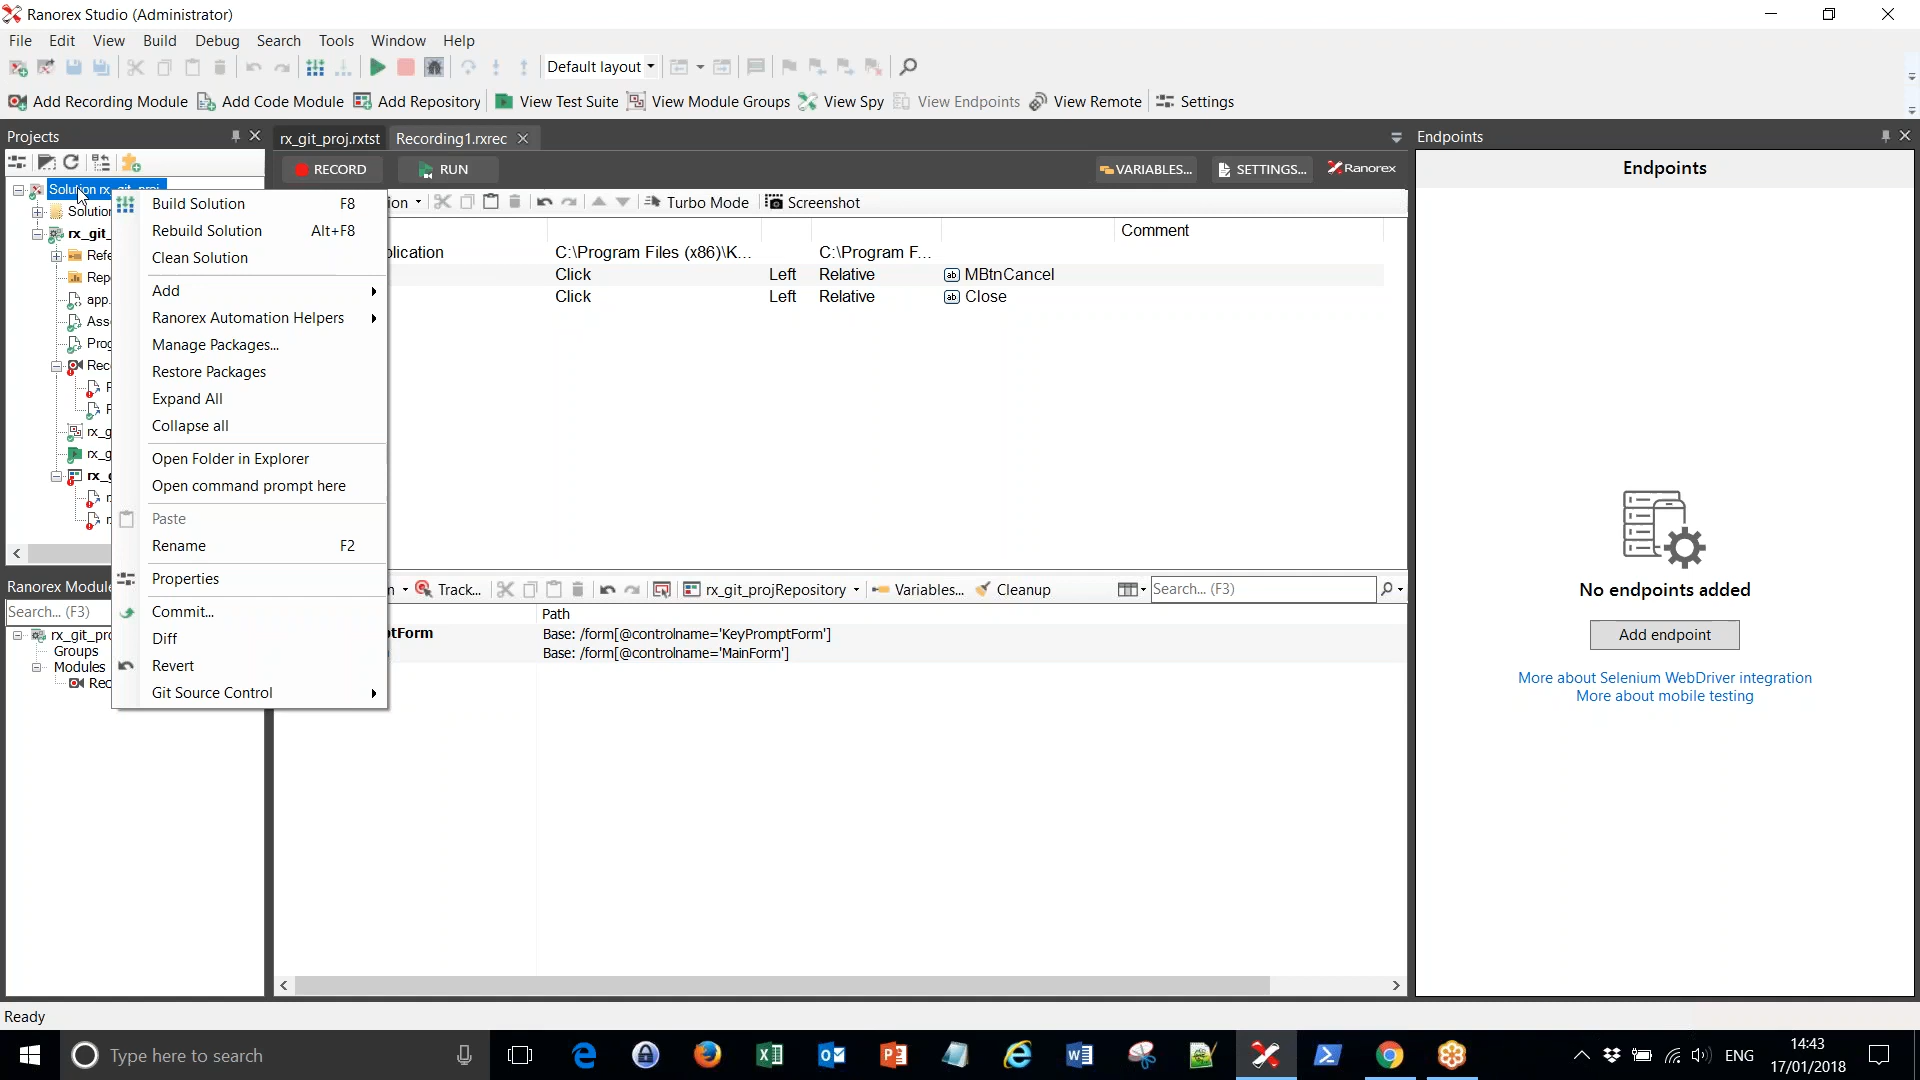 Ranorex Studio (Administrator)
File Edit View Build Debug Search Tools Window Help
Default layout
Add Recording Module Add Code Module Add Repository View Test Suite View Module Groups View Spy View Endpoints View Remote Settings
Projects
rx_git_proj.rxtst Recording1.rxrec
Endpoints
RECORD RUN VARIABLES... SETTINGS... Ranorex
Endpoints
Solution rx_git_proj
Build Solution F8
Turbo Mode Screenshot
Rebuild Solution Alt+F8
Comment
Clean Solution
C:\Program Files (x86)\K... C:\Program F...
Click Left Relative MBtnCancel
Add
Click Left Relative Close
Ranorex Automation Helpers
Manage Packages...
Restore Packages
Expand All
Collapse all
Open Folder in Explorer
Open command prompt here
Paste
Rename F2
Properties
Commit...
Diff
Revert
Git Source Control
Track... rx_git_projRepository Variables... Cleanup Search... (F3)
Path
Base: /form[@controlname='KeyPromptForm']
Base: /form[@controlname='MainForm']
Search... (F3)
Groups
Modules
No endpoints added
Add endpoint
More about Selenium WebDriver integration
More about mobile testing
Ready
Type here to search
ENG
14:43
17/01/2018